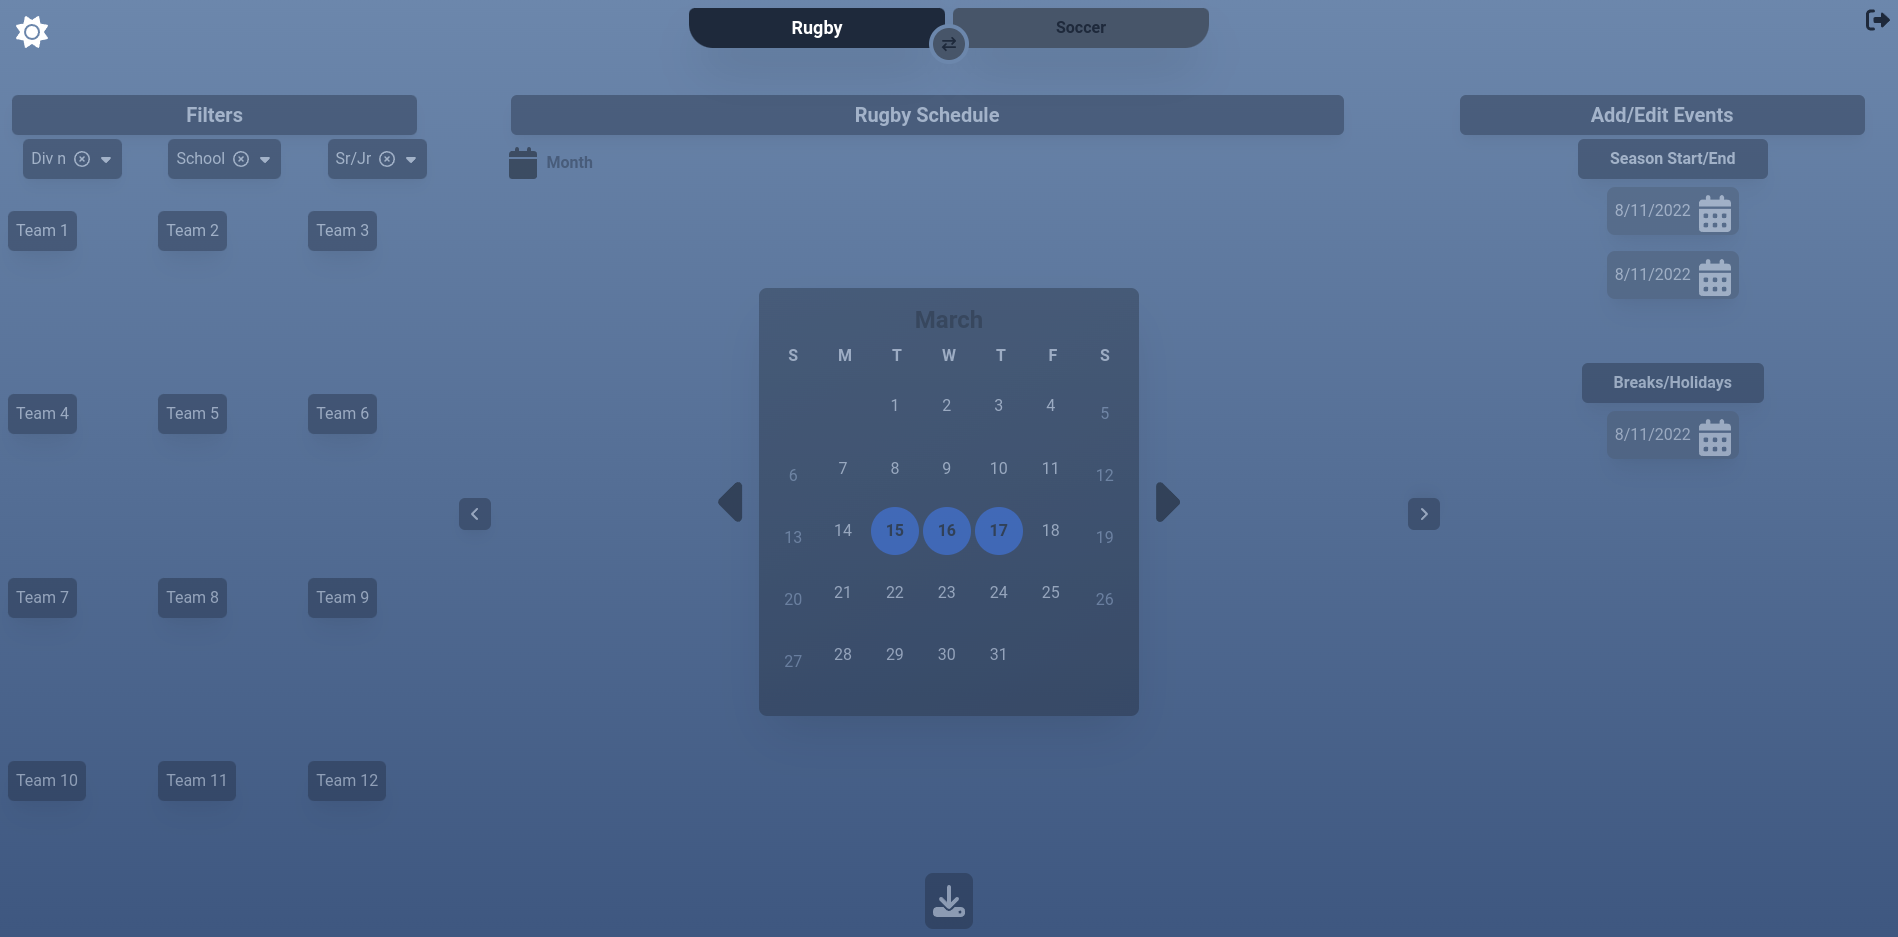 Rugby
Soccer
Filters
Rugby Schedule
Add/Edit Events
Div n
School
Sr/Jr
Month
Season Start/End
8/11/2022
8/11/2022
Breaks/Holidays
8/11/2022
Team 1 Team 2 Team 3
Team 4 Team 5 Team 6
Team 7 Team 8 Team 9
Team 10 Team 11 Team 12
March
S M T W T F S
1 2 3 4 5
6 7 8 9 10 11 12
13 14 15 16 17 18 19
20 21 22 23 24 25 26
27 28 29 30 31